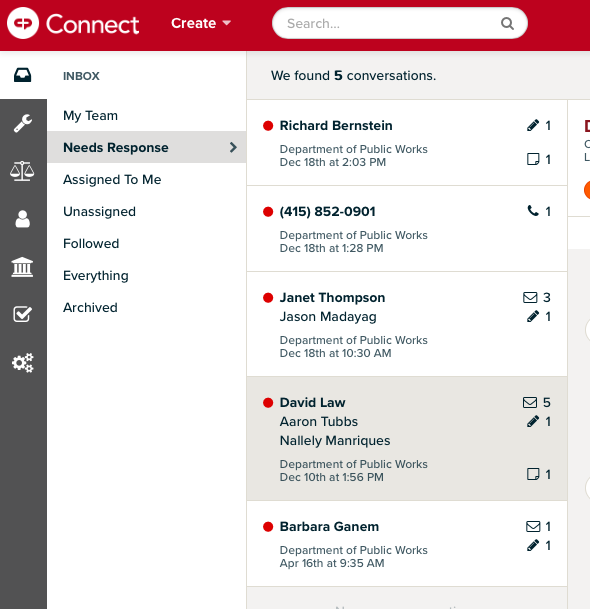 Connect
Create
Search...
INBOX
My Team
Needs Response
Assigned To Me
Unassigned
Followed
Everything
Archived
We found 5 conversations.
Richard Bernstein 1
Department of Public Works
Dec 18th at 2:03 PM 1
(415) 852-0901 1
Department of Public Works
Dec 18th at 1:28 PM
Janet Thompson 3
Jason Madayag 1
Department of Public Works
Dec 18th at 10:30 AM
David Law 5
Aaron Tubbs 1
Nallely Manriques
Department of Public Works
Dec 10th at 1:56 PM 1
Barbara Ganem 1
1
Department of Public Works
Apr 16th at 9:35 AM